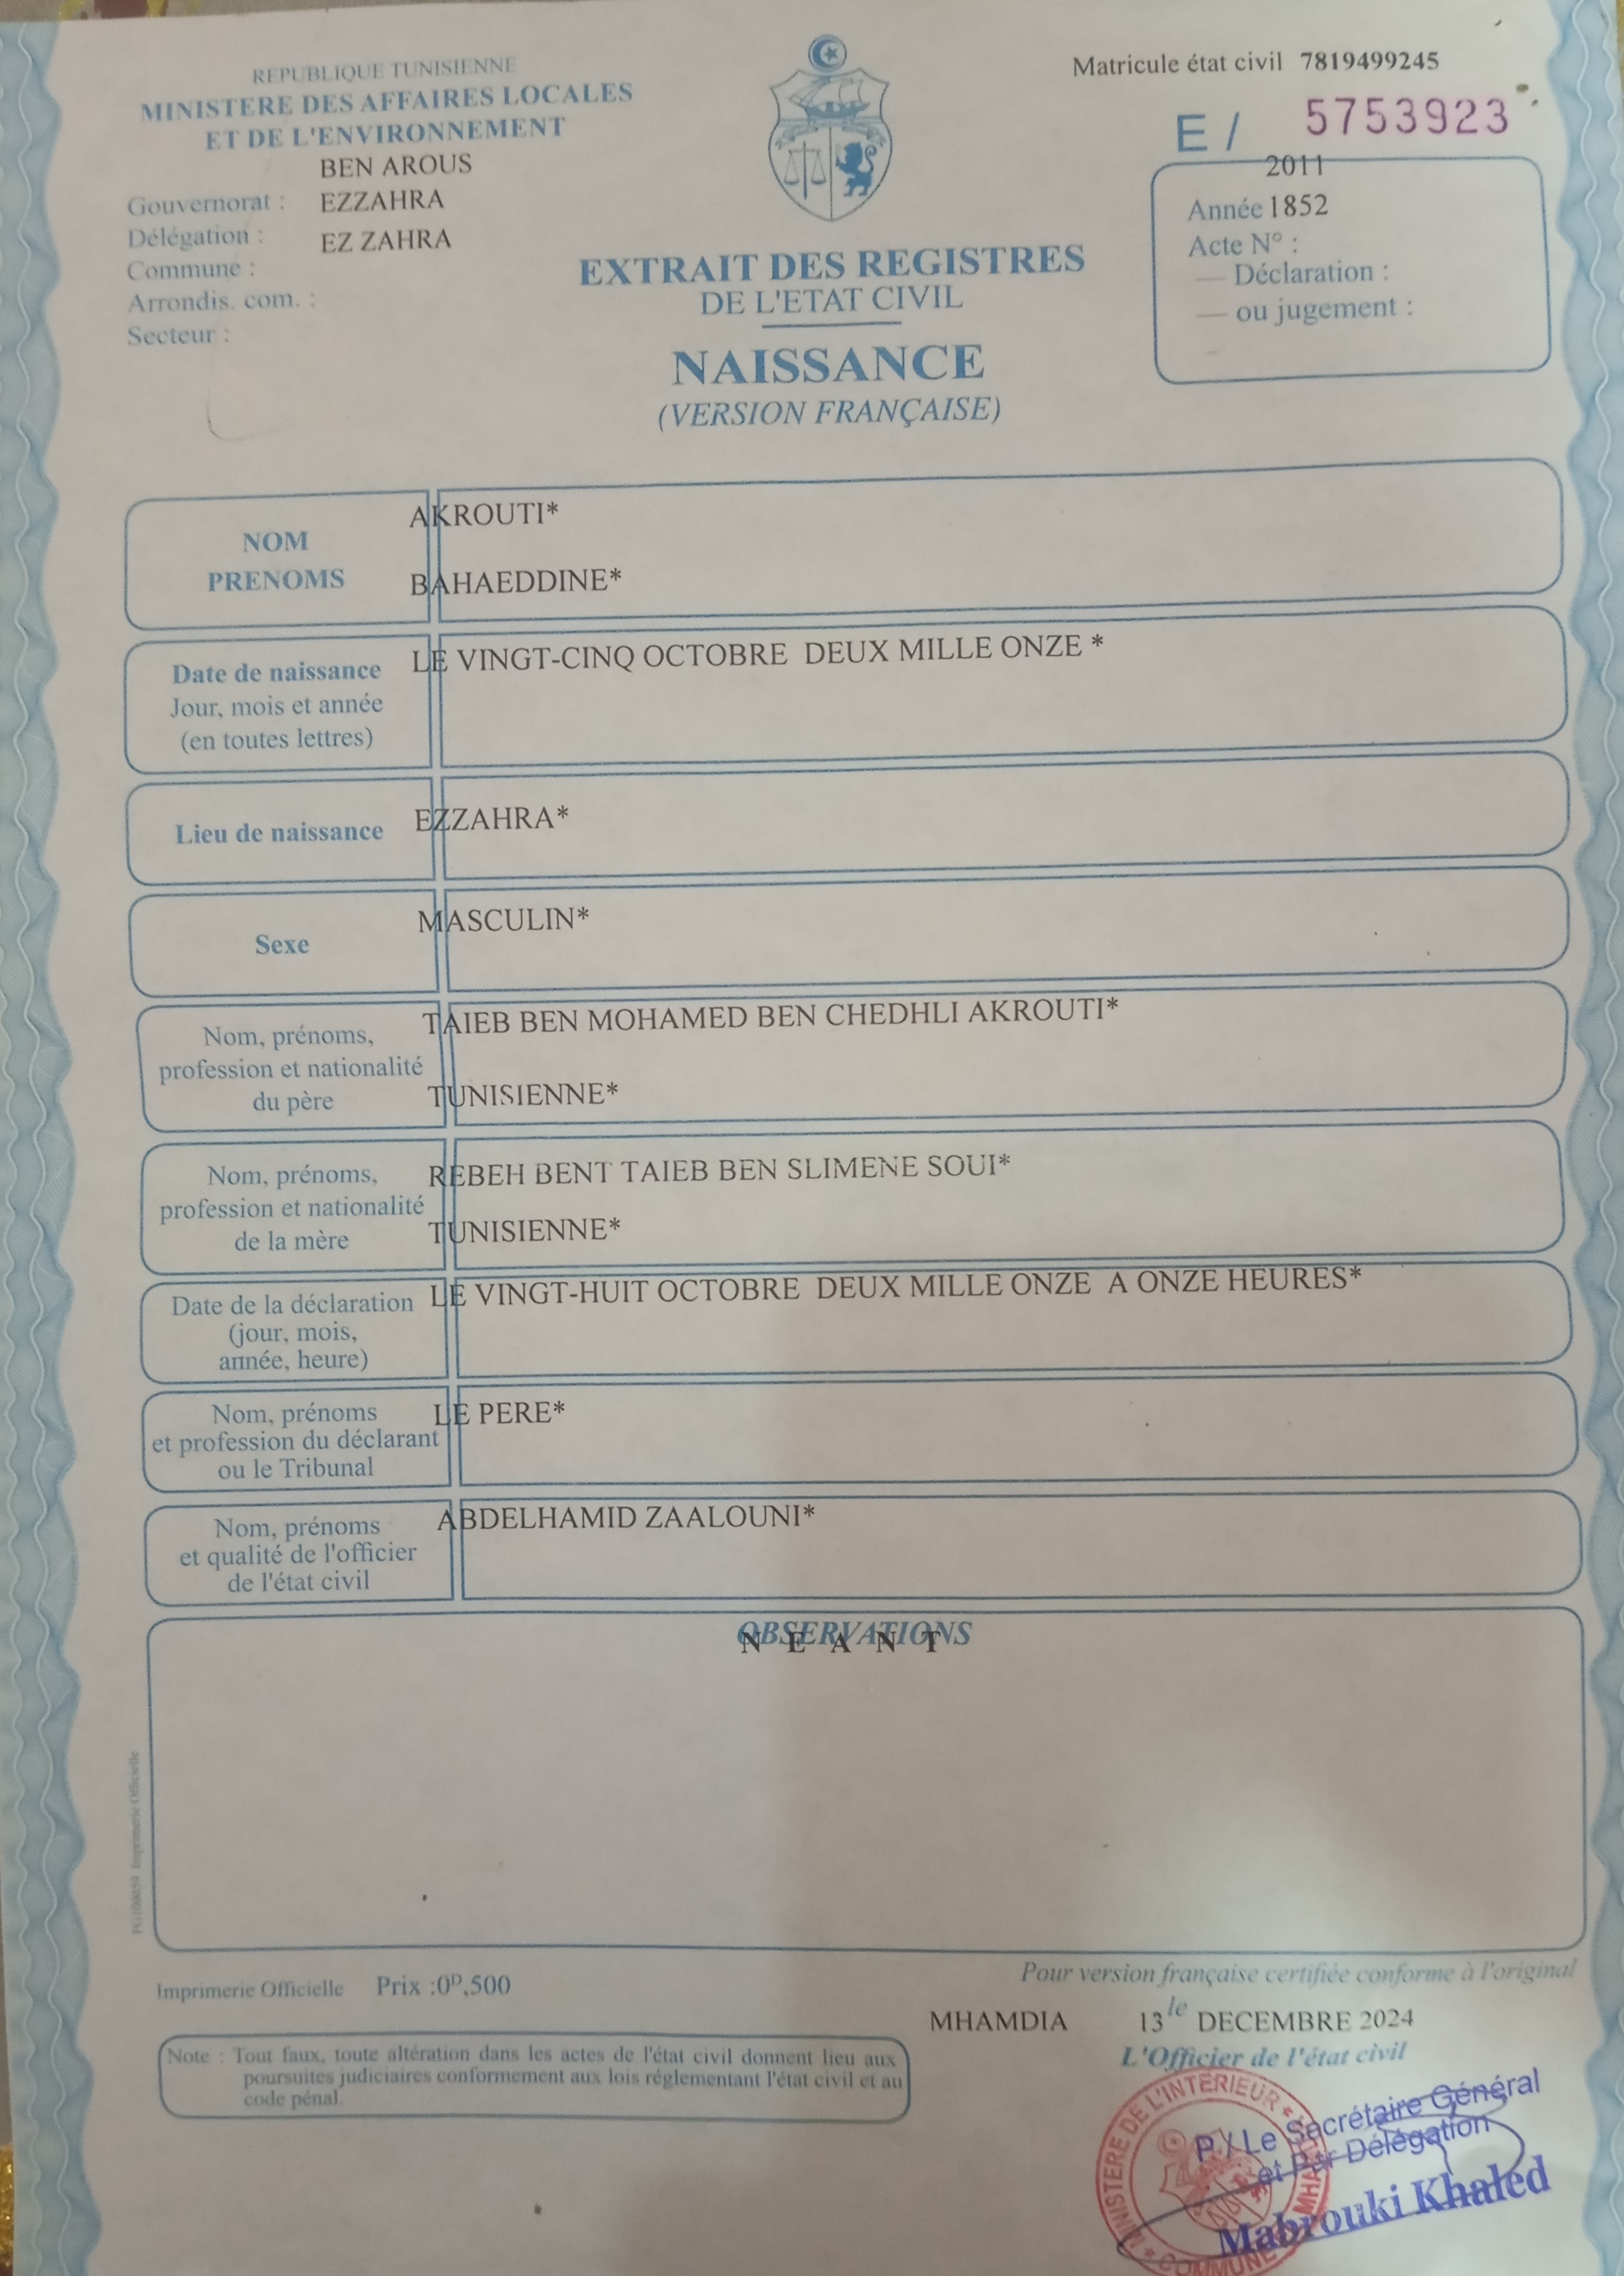 REPUBLIQUE TUNISIENNE
MINISTERE DES AFFAIRES LOCALES
ET DE L'ENVIRONNEMENT
BEN AROUS
Gouvernorat : EZZAHRA
Délégation : EZ ZAHRA
Commune :
Arrondis. com. :
Secteur :
Matricule état civil 7819499245
E / 5753923
2011
Année 1852
Acte N° :
— Déclaration :
— ou jugement :
EXTRAIT DES REGISTRES
DE L'ETAT CIVIL
NAISSANCE
(VERSION FRANÇAISE)
NOM
PRENOMS
AKROUTI*
BAHAEDDINE*
Date de naissance
Jour, mois et année
(en toutes lettres)
LE VINGT-CINQ OCTOBRE DEUX MILLE ONZE *
Lieu de naissance
EZZAHRA*
Sexe
MASCULIN*
Nom, prénoms,
profession et nationalité
du père
TAIEB BEN MOHAMED BEN CHEDHLI AKROUTI*
TUNISIENNE*
Nom, prénoms,
profession et nationalité
de la mère
REBEH BENT TAIEB BEN SLIMENE SOUI*
TUNISIENNE*
Date de la déclaration
(jour, mois,
année, heure)
LE VINGT-HUIT OCTOBRE DEUX MILLE ONZE A ONZE HEURES*
Nom, prénoms
et profession du déclarant
ou le Tribunal
LE PERE*
Nom, prénoms
et qualité de l'officier
de l'état civil
ABDELHAMID ZAALOUNI*
OBSERVATIONS
N E A N T
Imprimerie Officielle
Imprimerie Officielle Prix :0ᴰ,500
Pour version française certifiée conforme à l'original
MHAMDIA 13 le DECEMBRE 2024
L'Officier de l'état civil
Note : Tout faux, toute altération dans les actes de l'état civil donnent lieu aux
poursuites judiciaires conformement aux lois réglementant l'état civil et au
code pénal.
MINISTERE DE L'INTERIEUR
COMMUNE
P / Le Secrétaire Général
et Par Délégation
Mabrouki Khaled